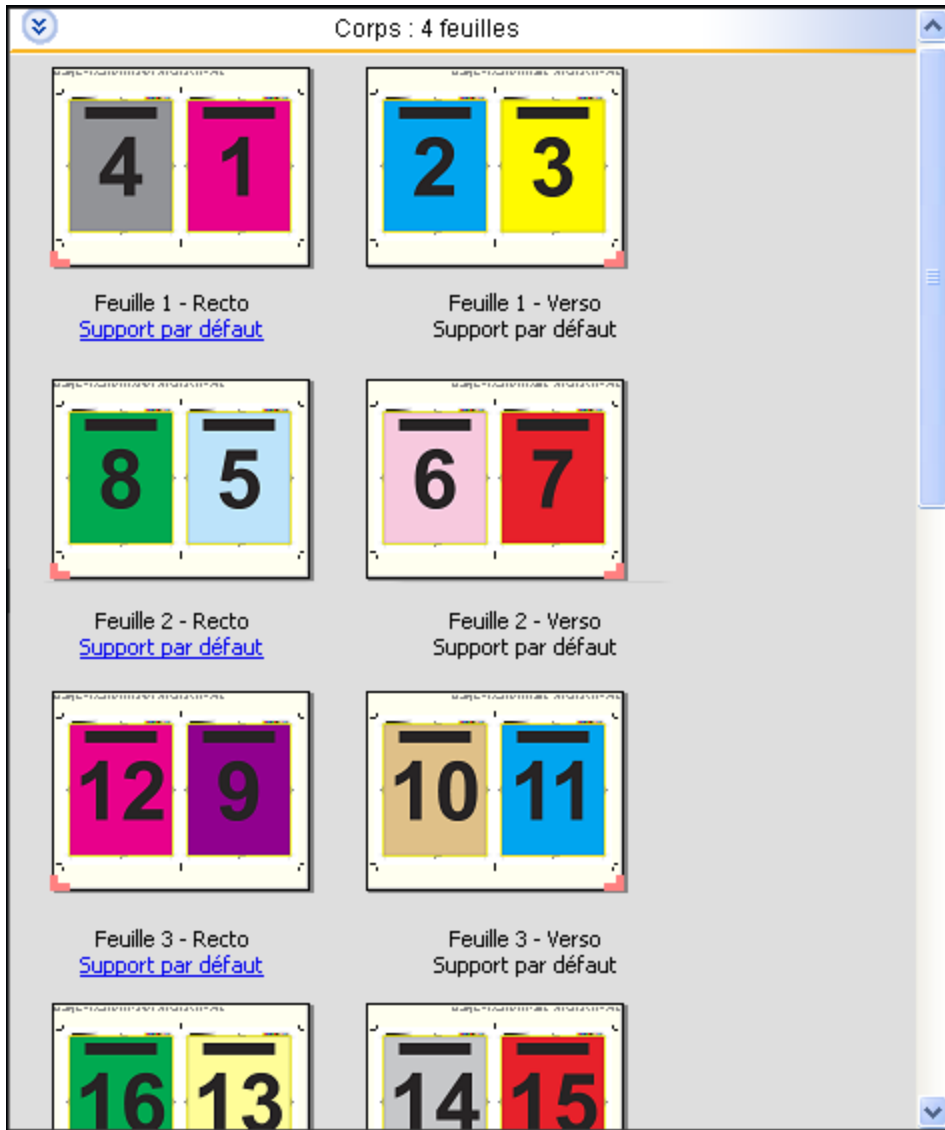 Corps : 4 feuilles
4 1 2 3
Feuille 1 - Recto Feuille 1 - Verso
Support par défaut Support par défaut
8 5 6 7
Feuille 2 - Recto Feuille 2 - Verso
Support par défaut Support par défaut
12 9 10 11
Feuille 3 - Recto Feuille 3 - Verso
Support par défaut Support par défaut
16 13 14 15